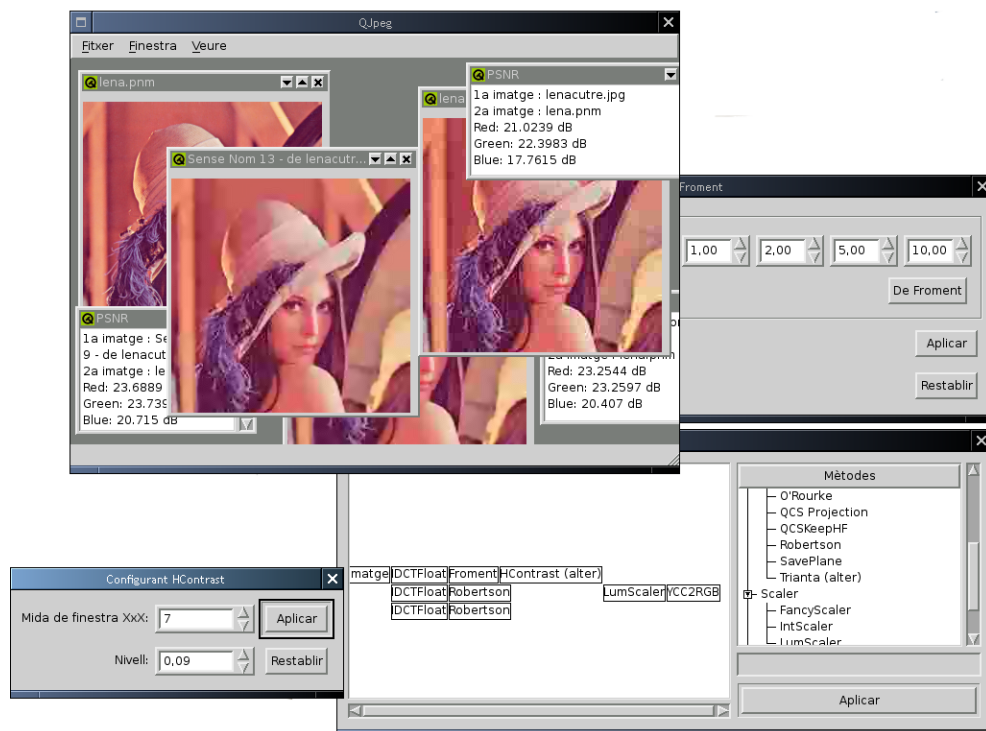 QJpeg
Fitxer Finestra Veure
lena.pnm
lena
PSNR
1a imatge : lenacutre.jpg
2a imatge : lena.pnm
Red: 21.0239 dB
Green: 22.3983 dB
Blue: 17.7615 dB
Sense Nom 13 - de lenacutr...
PSNR
1a imatge : Se
9 - de lenacut
2a imatge : le
Red: 23.6889
Green: 23.739
Blue: 20.715 dB
2a imatge : lena.pnm
Red: 23.2544 dB
Green: 23.2597 dB
Blue: 20.407 dB
Froment
1,00 2,00 5,00 10,00
De Froment
Aplicar
Restablir
matge IDCTFloat Froment HContrast (alter)
IDCTFloat Robertson LumScaler YCC2RGB
IDCTFloat Robertson
Mètodes
O'Rourke
QCS Projection
QCSKeepHF
Robertson
SavePlane
Trianta (alter)
Scaler
FancyScaler
IntScaler
LumScaler
Aplicar
Configurant HContrast
Mida de finestra XxX: 7 Aplicar
Nivell: 0,09 Restablir